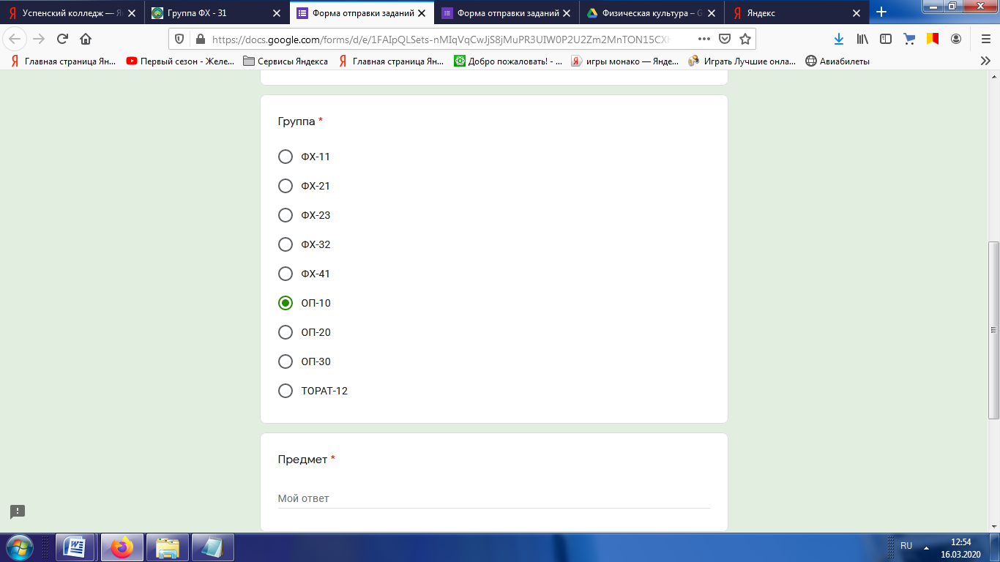 Успенский колледж — Ян
Группа ФХ - 31
Форма отправки заданий
Форма отправки заданий
Физическая культура – G
Яндекс
https://docs.google.com/forms/d/e/1FAIpQLSets-nMIqVqCwJjS8jMuPR3UIW0P2U2Zm2MnTON15CXH
Главная страница Ян...
Первый сезон - Желе...
Сервисы Яндекса
Главная страница Ян...
Добро пожаловать! - ...
игры монако — Янде...
Играть Лучшие онла...
Авиабилеты
Группа *
ФХ-11
ФХ-21
ФХ-23
ФХ-32
ФХ-41
ОП-10
ОП-20
ОП-30
ТОРАТ-12
Предмет *
Мой ответ
RU
12:54
16.03.2020